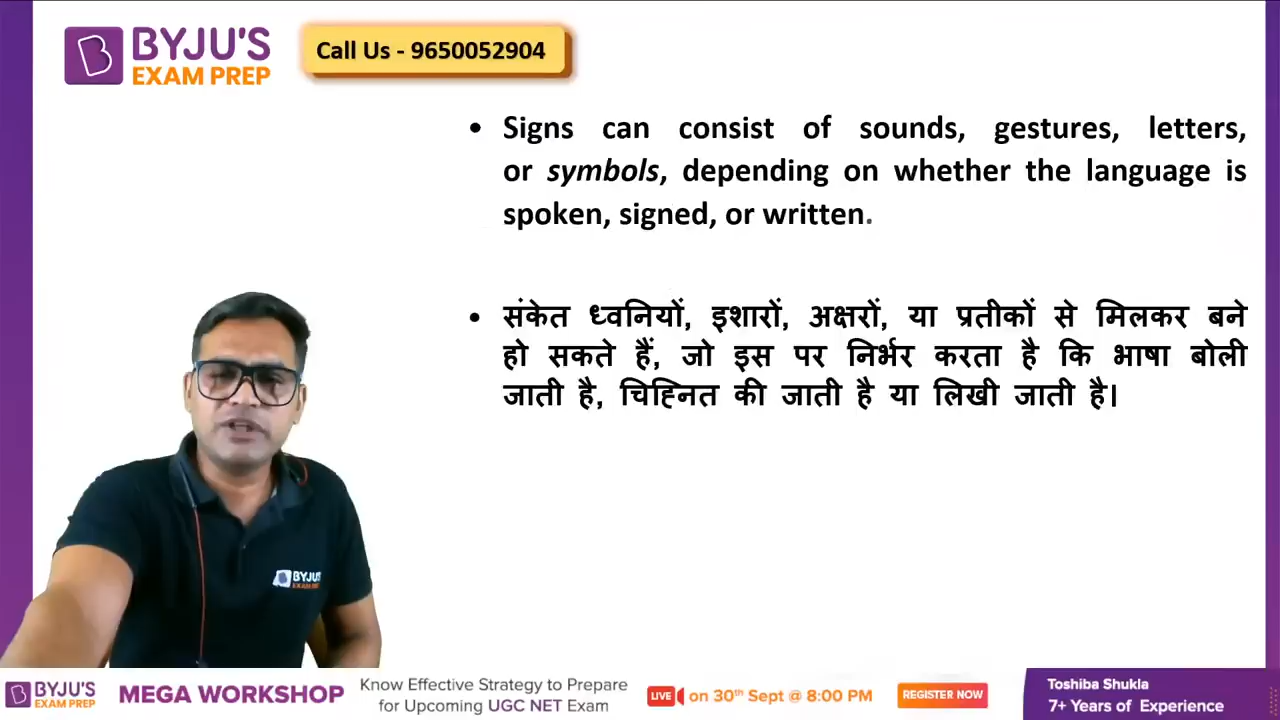 BYJU'S
EXAM PREP
Call Us - 9650052904
• Signs can consist of sounds, gestures, letters,
or symbols, depending on whether the language is
spoken, signed, or written.
• संकेत ध्वनियों, इशारों, अक्षरों, या प्रतीकों से मिलकर बने
हो सकते हैं, जो इस पर निर्भर करता है कि भाषा बोली
जाती है, चिह्नित की जाती है या लिखी जाती है।
BYJU'S
EXAM PREP
BYJU'S
EXAM PREP
MEGA WORKSHOP
Know Effective Strategy to Prepare
for Upcoming UGC NET Exam
LIVE on 30th Sept @ 8:00 PM
REGISTER NOW
Toshiba Shukla
7+ Years of Experience